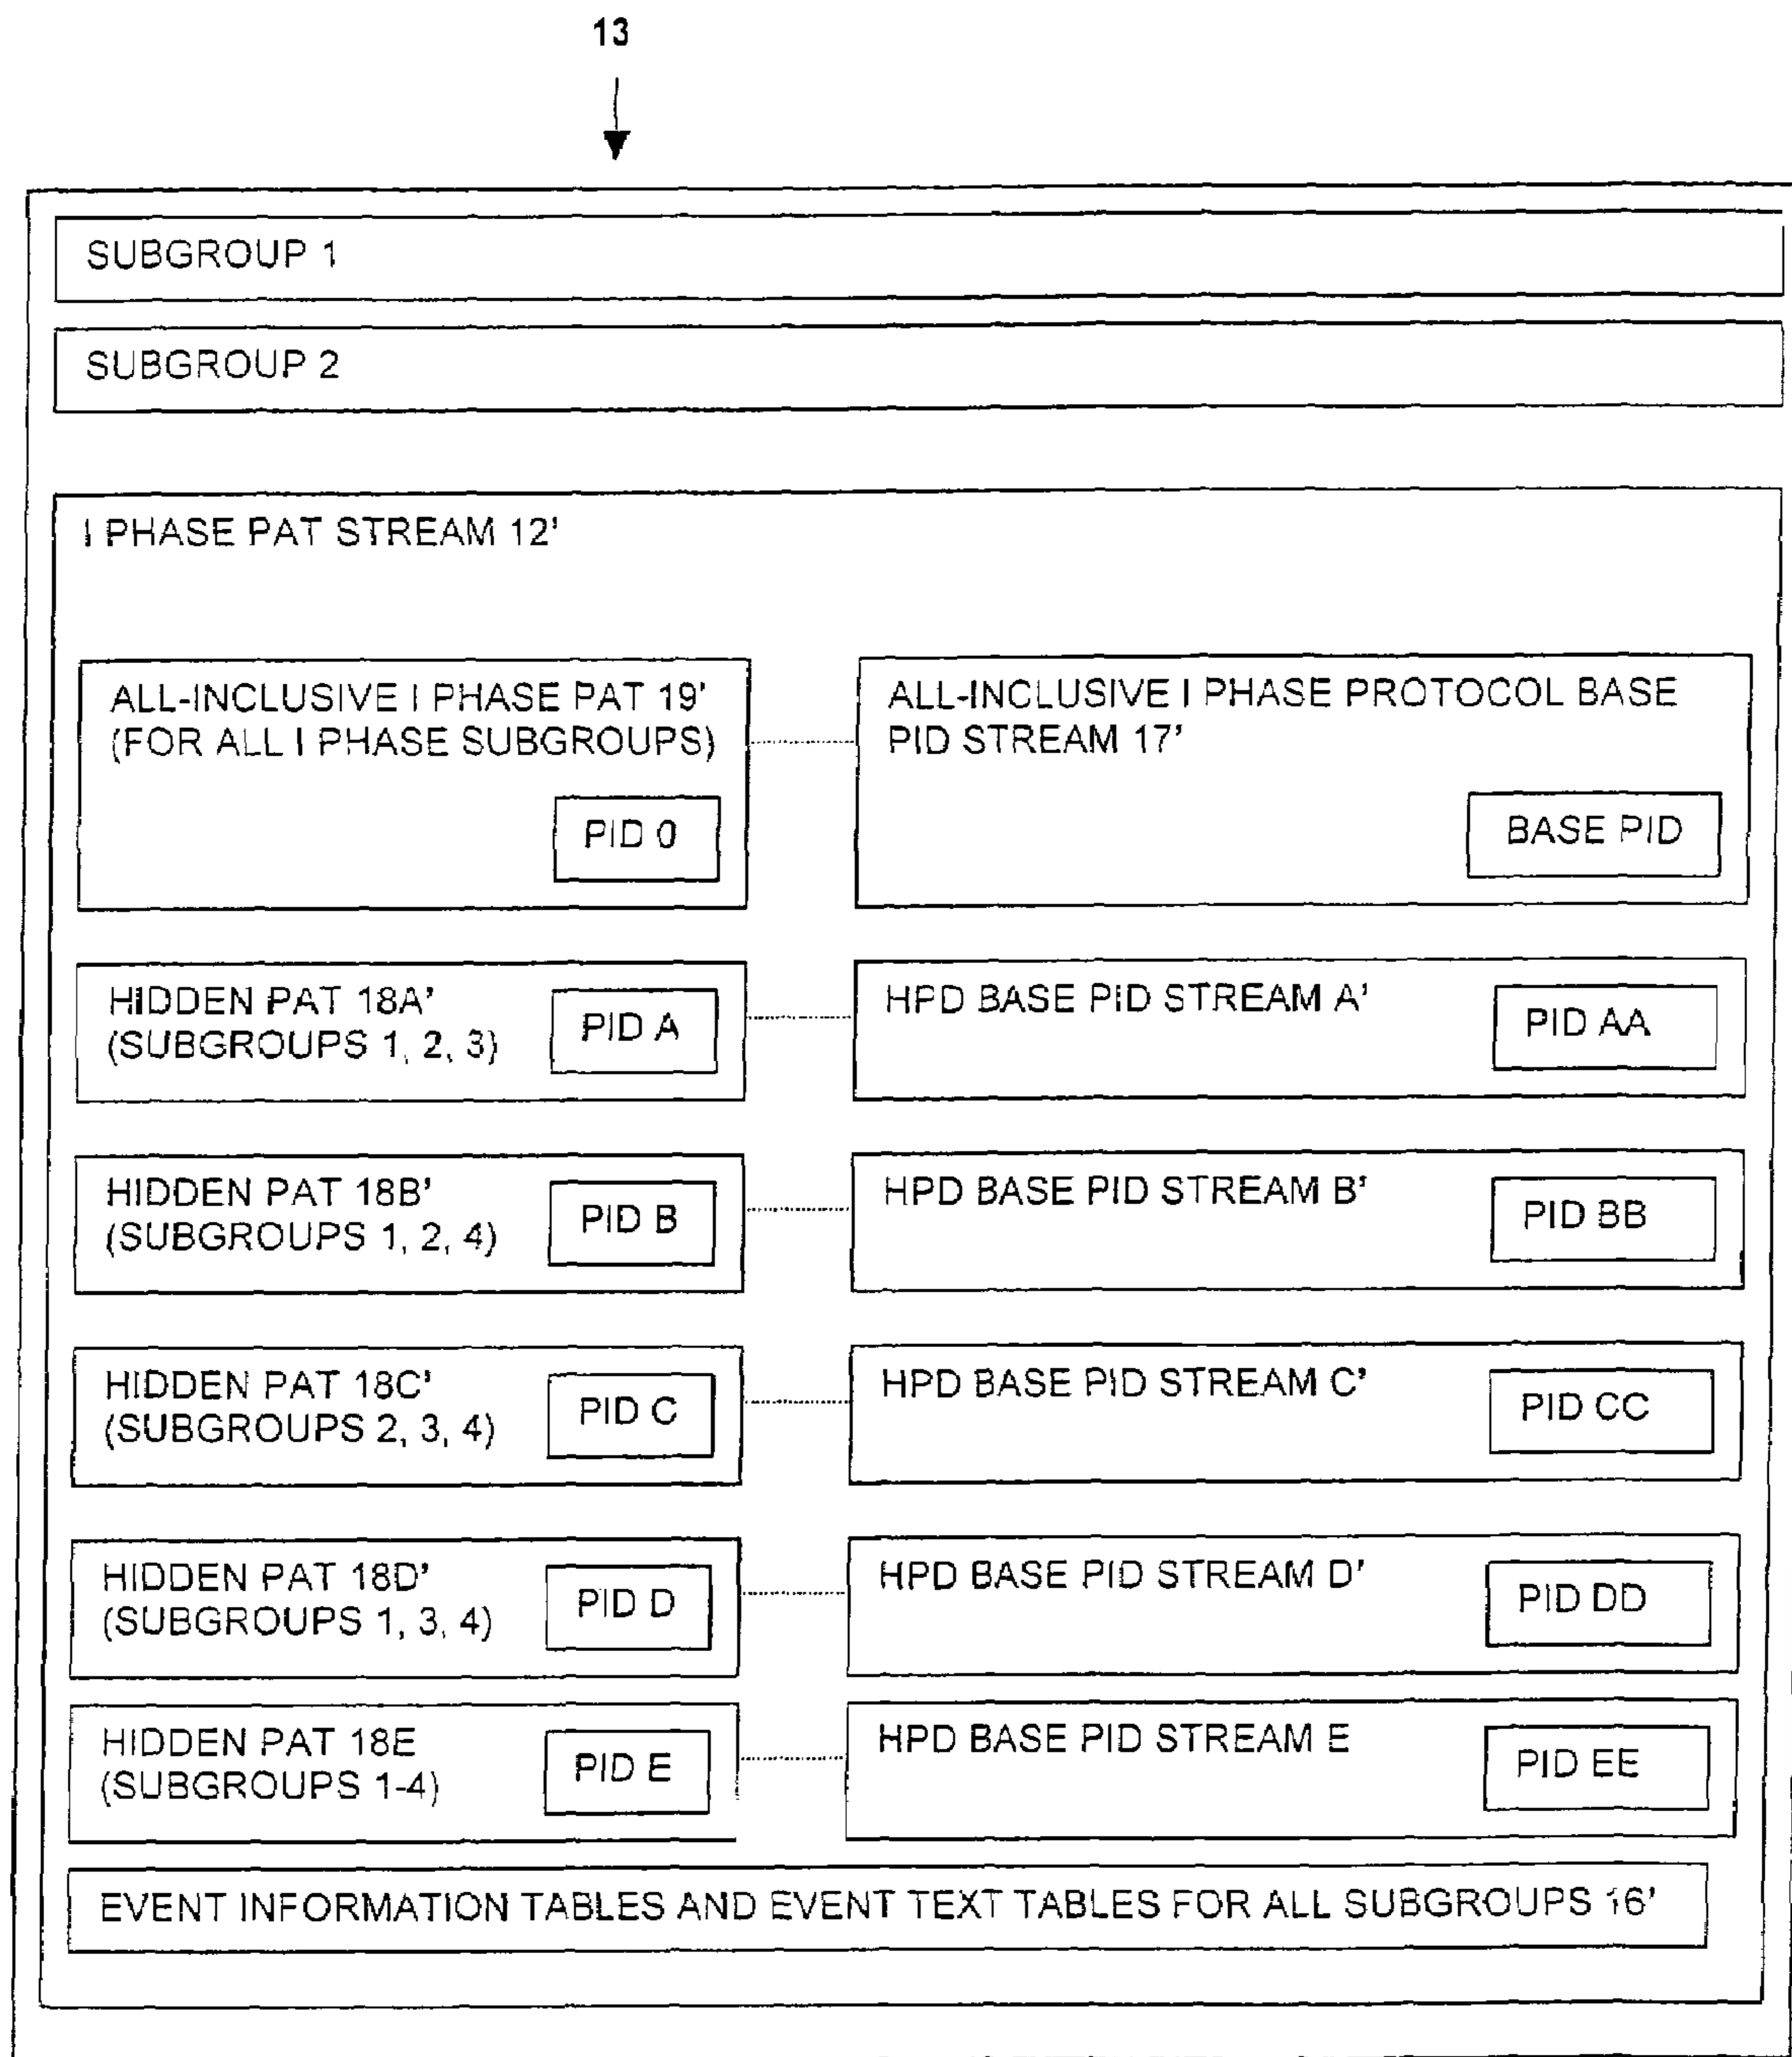 13
SUBGROUP 1
SUBGROUP 2
I PHASE PAT STREAM 12'
ALL-INCLUSIVE I PHASE PAT 19'
(FOR ALL I PHASE SUBGROUPS)
PID 0
ALL-INCLUSIVE I PHASE PROTOCOL BASE
PID STREAM 17'
BASE PID
HIDDEN PAT 18A'
(SUBGROUPS 1, 2, 3)
PID A
HPD BASE PID STREAM A'
PID AA
HIDDEN PAT 18B'
(SUBGROUPS 1, 2, 4)
PID B
HPD BASE PID STREAM B'
PID BB
HIDDEN PAT 18C'
(SUBGROUPS 2, 3, 4)
PID C
HPD BASE PID STREAM C'
PID CC
HIDDEN PAT 18D'
(SUBGROUPS 1, 3, 4)
PID D
HPD BASE PID STREAM D'
PID DD
HIDDEN PAT 18E
(SUBGROUPS 1-4)
PID E
HPD BASE PID STREAM E
PID EE
EVENT INFORMATION TABLES AND EVENT TEXT TABLES FOR ALL SUBGROUPS 16'